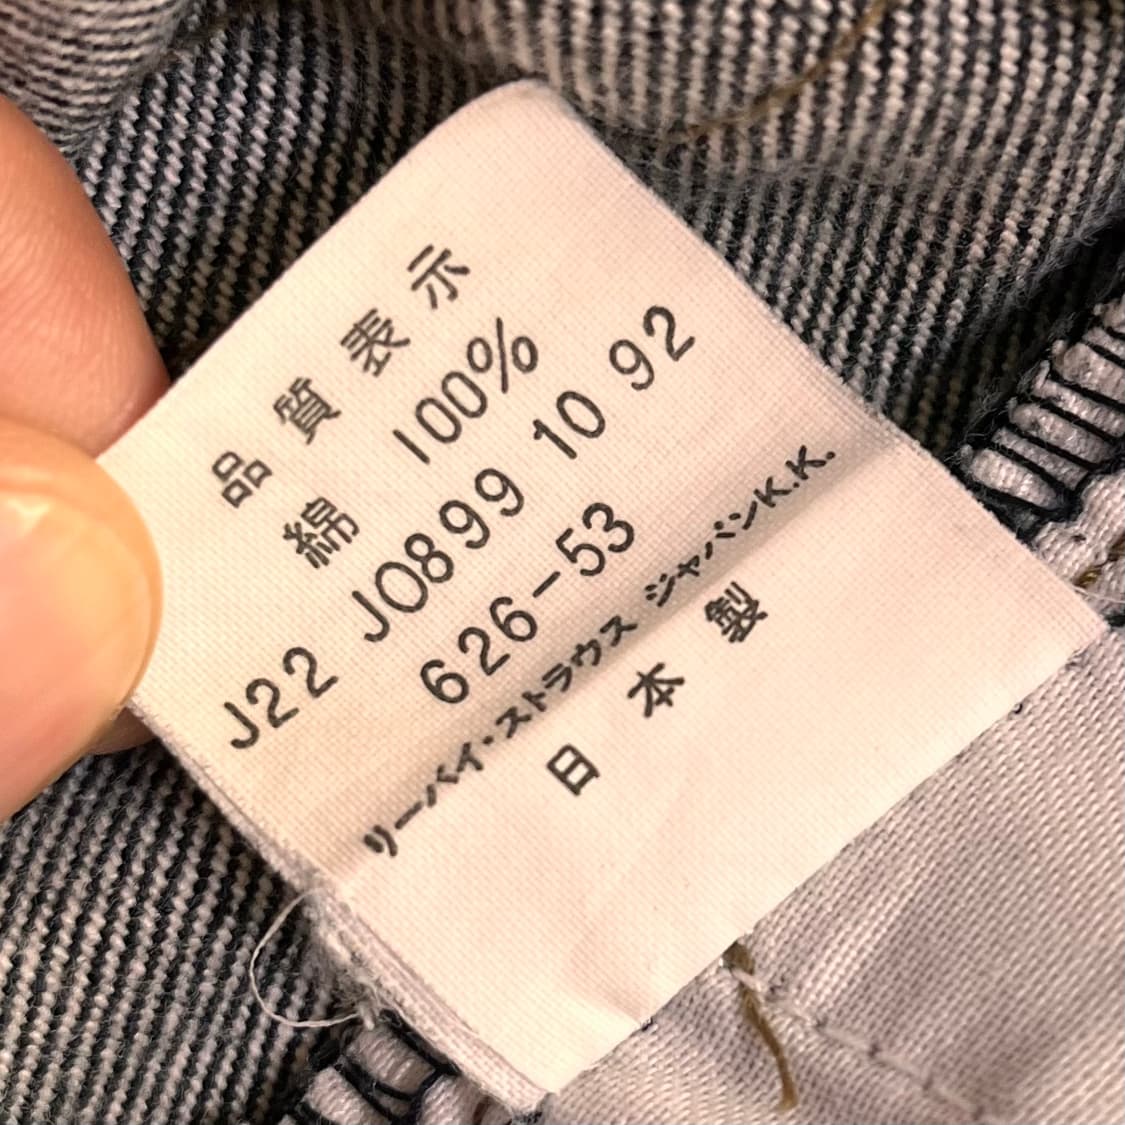 品質表示
綿 100%
J22 J0899 10 92
626-53
リーバイ・ストラウス ジャパンK.K.
日本製